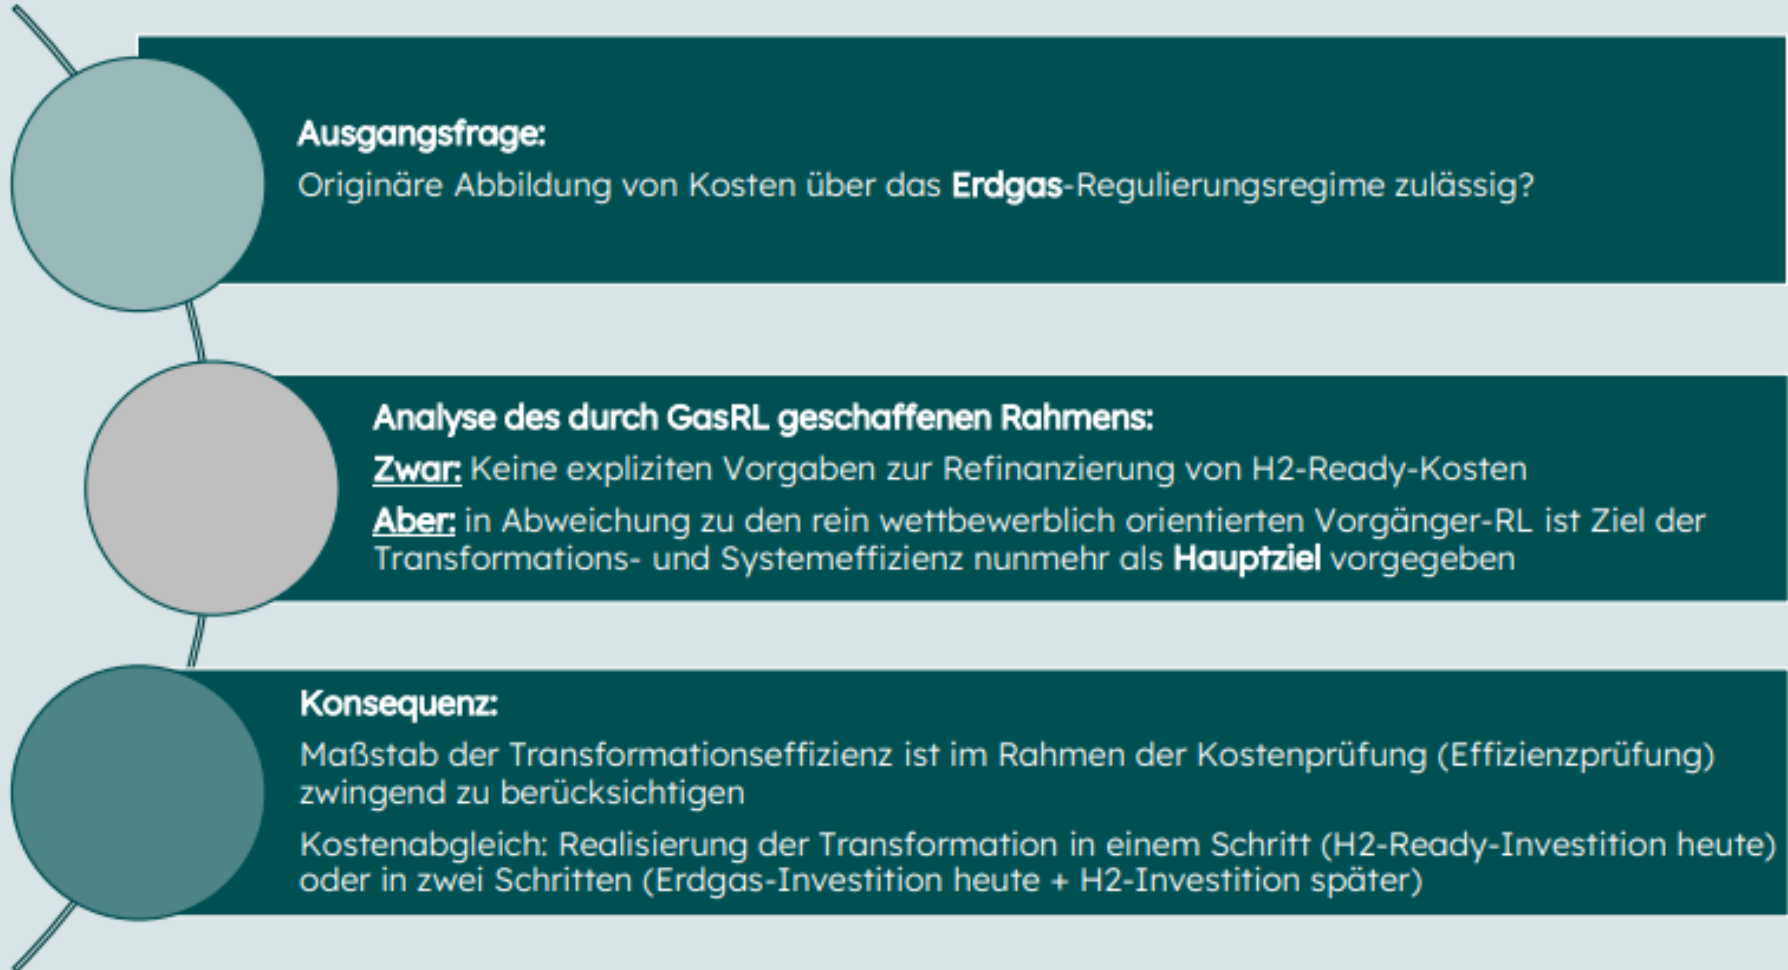 Ausgangsfrage:
Originäre Abbildung von Kosten über das Erdgas-Regulierungsregime zulässig?
Analyse des durch GasRL geschaffenen Rahmens:
Zwar: Keine expliziten Vorgaben zur Refinanzierung von H2-Ready-Kosten
Aber: in Abweichung zu den rein wettbewerblich orientierten Vorgänger-RL ist Ziel der
Transformations- und Systemeffizienz nunmehr als Hauptziel vorgegeben
Konsequenz:
Maßstab der Transformationseffizienz ist im Rahmen der Kostenprüfung (Effizienzprüfung)
zwingend zu berücksichtigen
Kostenabgleich: Realisierung der Transformation in einem Schritt (H2-Ready-Investition heute)
oder in zwei Schritten (Erdgas-Investition heute + H2-Investition später)